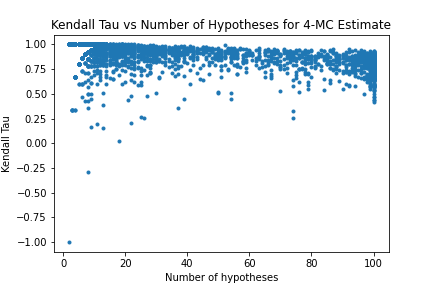 Kendall Tau vs Number of Hypotheses for 4-MC Estimate
1.00
0.75
0.50
0.25
0.00
−0.25
−0.50
−0.75
−1.00
Kendall Tau
0 20 40 60 80 100
Number of hypotheses